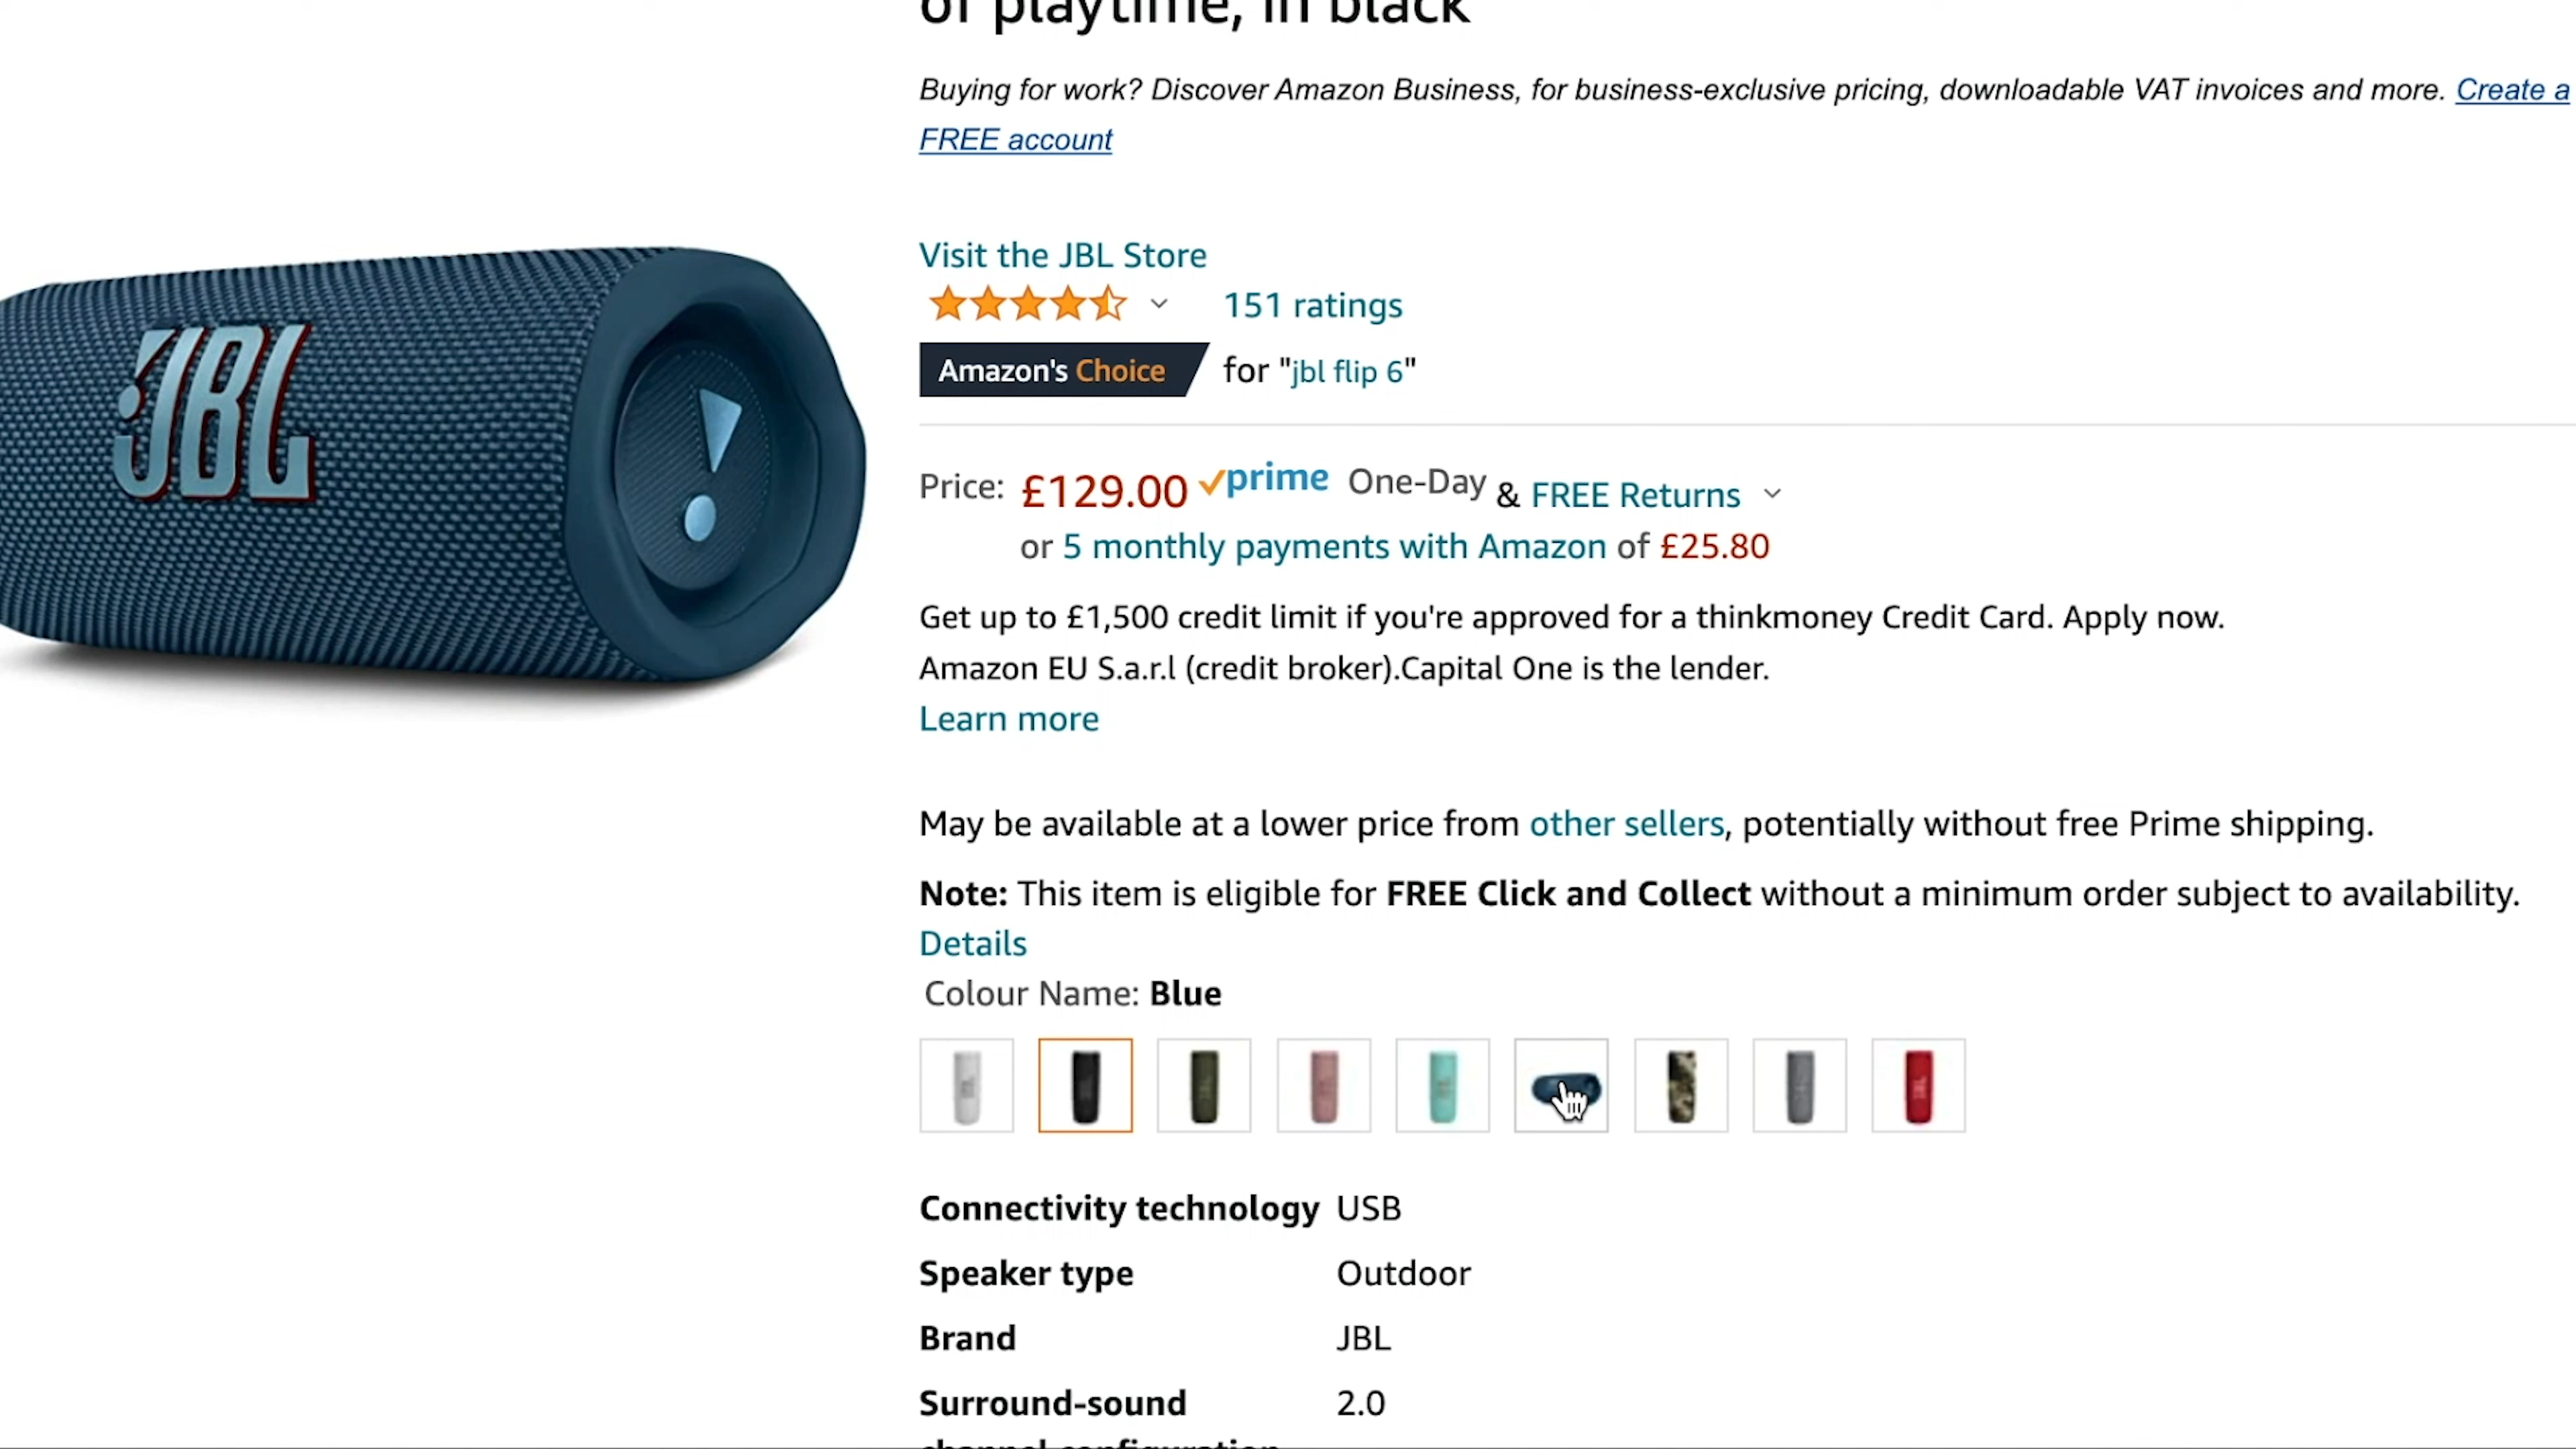 of playtime, in black
Buying for work? Discover Amazon Business, for business-exclusive pricing, downloadable VAT invoices and more. Create a
FREE account
Visit the JBL Store
151 ratings
Amazon's Choice for "jbl flip 6"
JBL
Price: £129.00 prime One-Day & FREE Returns
or 5 monthly payments with Amazon of £25.80
Get up to £1,500 credit limit if you're approved for a thinkmoney Credit Card. Apply now.
Amazon EU S.a.r.l (credit broker).Capital One is the lender.
Learn more
May be available at a lower price from other sellers, potentially without free Prime shipping.
Note: This item is eligible for FREE Click and Collect without a minimum order subject to availability.
Details
Colour Name: Blue
Connectivity technology USB
Speaker type Outdoor
Brand JBL
Surround-sound 2.0
channel configuration